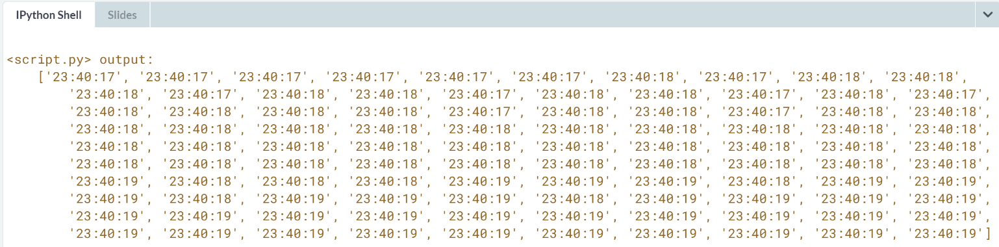 IPython Shell Slides
<script.py> output:
['23:40:17', '23:40:17', '23:40:17', '23:40:17', '23:40:17', '23:40:17', '23:40:18', '23:40:17', '23:40:18', '23:40:18',
'23:40:18', '23:40:17', '23:40:18', '23:40:18', '23:40:17', '23:40:18', '23:40:18', '23:40:17', '23:40:18', '23:40:17',
'23:40:18', '23:40:18', '23:40:18', '23:40:18', '23:40:17', '23:40:18', '23:40:18', '23:40:17', '23:40:18', '23:40:18',
'23:40:18', '23:40:18', '23:40:18', '23:40:18', '23:40:18', '23:40:18', '23:40:18', '23:40:18', '23:40:18', '23:40:18',
'23:40:18', '23:40:18', '23:40:18', '23:40:18', '23:40:18', '23:40:18', '23:40:18', '23:40:18', '23:40:18', '23:40:18',
'23:40:18', '23:40:18', '23:40:18', '23:40:18', '23:40:18', '23:40:18', '23:40:18', '23:40:18', '23:40:18', '23:40:18',
'23:40:19', '23:40:18', '23:40:18', '23:40:18', '23:40:19', '23:40:19', '23:40:19', '23:40:18', '23:40:19', '23:40:19',
'23:40:19', '23:40:18', '23:40:19', '23:40:19', '23:40:19', '23:40:18', '23:40:19', '23:40:19', '23:40:19', '23:40:19',
'23:40:19', '23:40:19', '23:40:19', '23:40:19', '23:40:19', '23:40:19', '23:40:19', '23:40:19', '23:40:19', '23:40:19',
'23:40:19', '23:40:19', '23:40:19', '23:40:19', '23:40:19', '23:40:19', '23:40:19', '23:40:19', '23:40:19', '23:40:19']